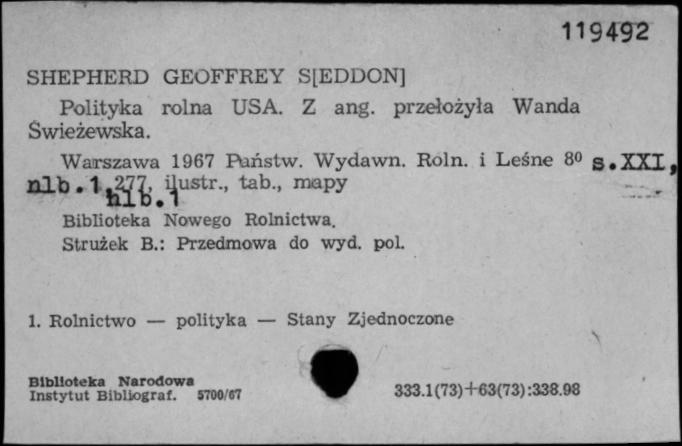 119492
SHEPHERD GEOFFREY S[EDDON]
Polityka rolna USA. Z ang. przełożyła Wanda
Świeżewska.
Warszawa 1967 Państw. Wydawn. Roln. i Leśne 8⁰ s.XXI,
nlb.1,277, ilustr., tab., mapy
nlb.1
Biblioteka Nowego Rolnictwa.
Strużek B.: Przedmowa do wyd. pol.
1. Rolnictwo — polityka — Stany Zjednoczone
Biblioteka Narodowa
Instytut Bibliograf. 5700/67
333.1(73)+63(73):338.98